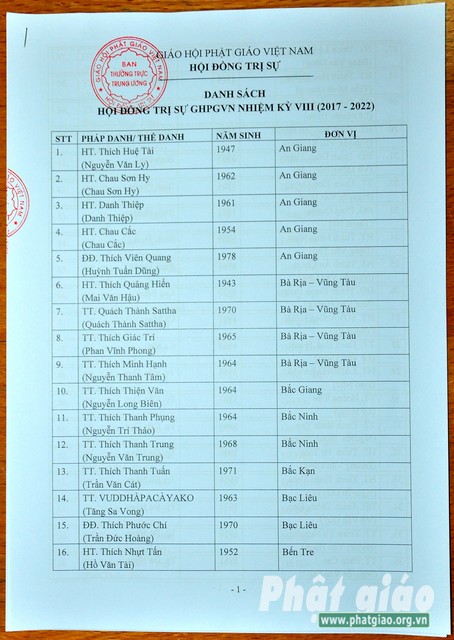 GIÁO HỘI PHẬT GIÁO VIỆT NAM
HỘI ĐỒNG TRỊ SỰ
GIÁO HỘI PHẬT GIÁO VIỆT NAM
BAN
THƯỜNG TRỰC
TRUNG ƯƠNG
DANH SÁCH
HỘI ĐỒNG TRỊ SỰ GHPGVN NHIỆM KỲ VIII (2017 - 2022)
STT PHÁP DANH/ THẾ DANH NĂM SINH ĐƠN VỊ
1. HT. Thích Huệ Tài 1947 An Giang
(Nguyễn Văn Ly)
2. HT. Chau Sơn Hy 1962 An Giang
(Chau Sơn Hy)
3. HT. Danh Thiệp 1961 An Giang
(Danh Thiệp)
4. HT. Chau Cắc 1954 An Giang
(Chau Cắc)
5. ĐĐ. Thích Viên Quang 1978 An Giang
(Huỳnh Tuấn Dũng)
6. HT. Thích Quảng Hiển 1943 Bà Rịa – Vũng Tàu
(Mai Văn Hậu)
7. TT. Quách Thành Sattha 1970 Bà Rịa – Vũng Tàu
(Quách Thành Sattha)
8. TT. Thích Giác Trí 1965 Bà Rịa – Vũng Tàu
(Phan Vĩnh Phong)
9. TT. Thích Minh Hạnh 1964 Bà Rịa – Vũng Tàu
(Nguyễn Thanh Tâm)
10. TT. Thích Thiện Văn 1964 Bắc Giang
(Nguyễn Long Biên)
11. TT. Thích Thanh Phụng 1964 Bắc Ninh
(Nguyễn Trí Thảo)
12. TT. Thích Thanh Trung 1968 Bắc Ninh
(Nguyễn Văn Trung)
13. TT. Thích Thanh Tuấn 1971 Bắc Kạn
(Trần Văn Cát)
14. TT. VUDDHÀPACÀYAKO 1963 Bạc Liêu
(Tăng Sa Vong)
15. ĐĐ. Thích Phước Chí 1970 Bạc Liêu
(Trần Đức Hoàng)
16. HT. Thích Nhựt Tấn 1952 Bến Tre
(Hồ Văn Tài)
- 1 -
Phật giáo
www.phatgiao.org.vn